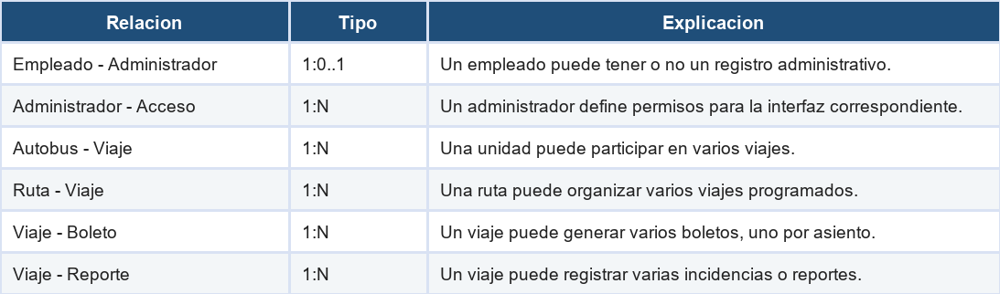 Relacion Tipo Explicacion
Empleado - Administrador 1:0..1 Un empleado puede tener o no un registro administrativo.
Administrador - Acceso 1:N Un administrador define permisos para la interfaz correspondiente.
Autobus - Viaje 1:N Una unidad puede participar en varios viajes.
Ruta - Viaje 1:N Una ruta puede organizar varios viajes programados.
Viaje - Boleto 1:N Un viaje puede generar varios boletos, uno por asiento.
Viaje - Reporte 1:N Un viaje puede registrar varias incidencias o reportes.